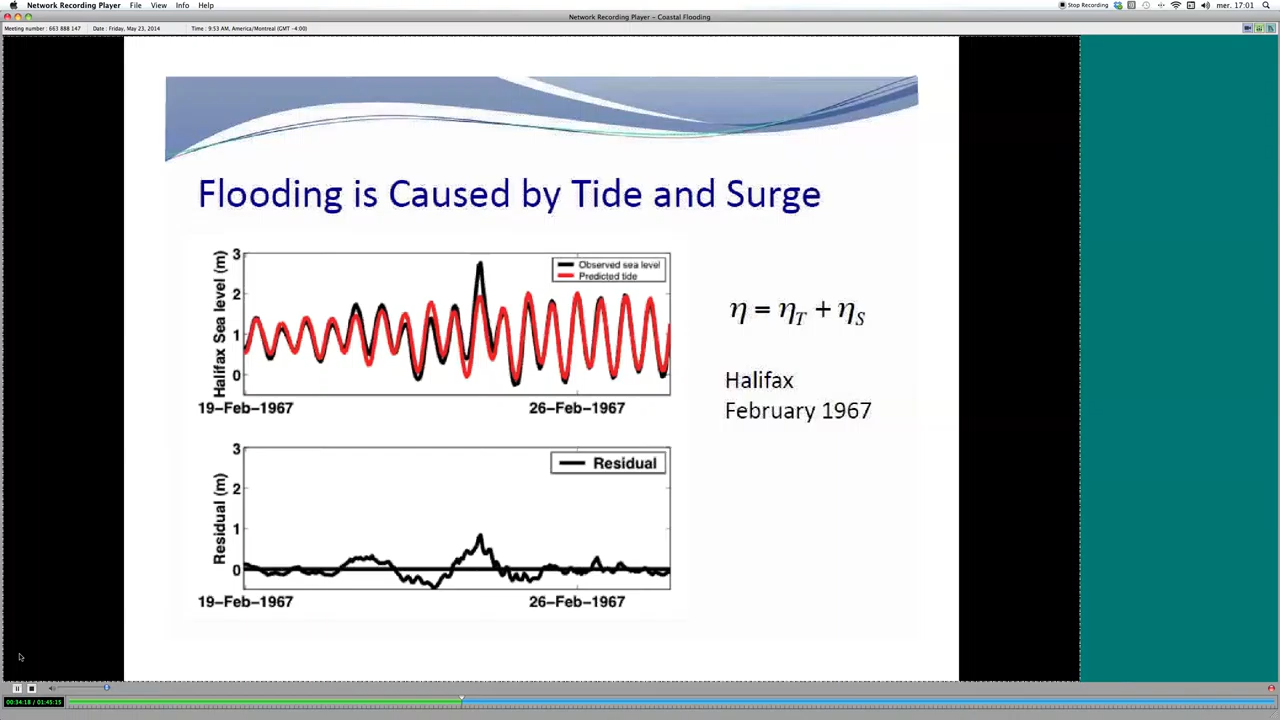 Network Recording Player File View Info Help
Stop Recording mer. 17:01
Network Recording Player – Coastal Flooding
Meeting number : 663 888 147 Date : Friday, May 23, 2014 Time : 9:53 AM, America/Montreal (GMT -4:00)
Flooding is Caused by Tide and Surge
Halifax Sea level (m)
3
2
1
0
Observed sea level
Predicted tide
19-Feb-1967 26-Feb-1967
η = ηT + ηS
Halifax
February 1967
Residual (m)
3
2
1
0
Residual
19-Feb-1967 26-Feb-1967
00:34:18 / 01:45:15